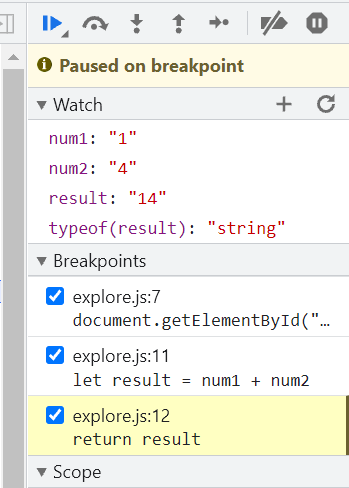 Paused on breakpoint
Watch
num1: "1"
num2: "4"
result: "14"
typeof(result): "string"
Breakpoints
explore.js:7
document.getElementById("…
explore.js:11
let result = num1 + num2
explore.js:12
return result
Scope